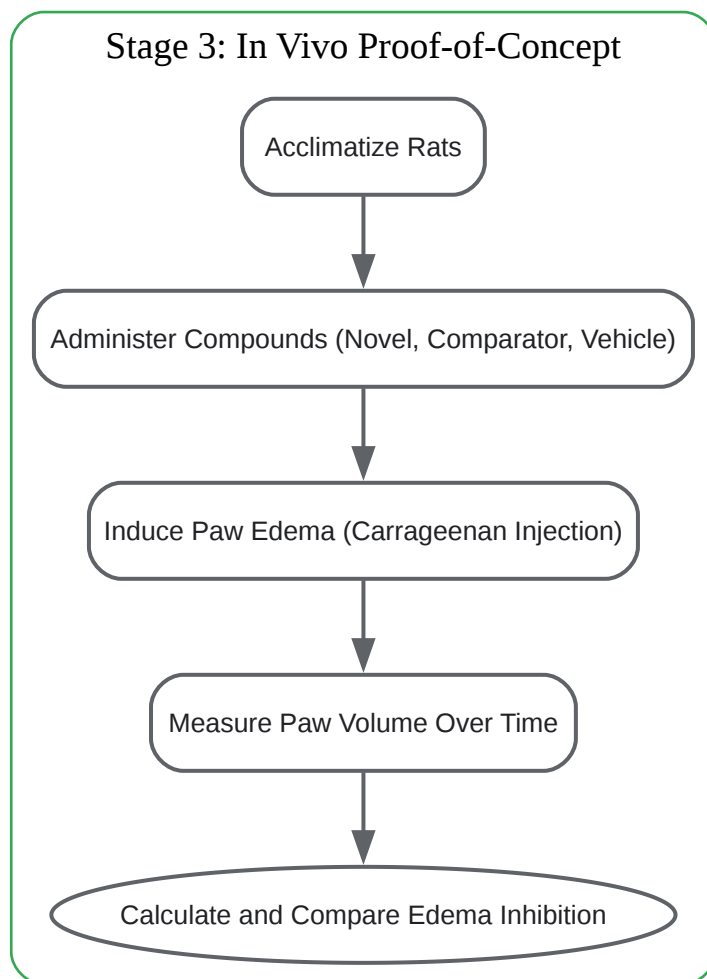 Stage 3: In Vivo Proof-of-Concept
Acclimatize Rats
Administer Compounds (Novel, Comparator, Vehicle)
Induce Paw Edema (Carrageenan Injection)
Measure Paw Volume Over Time
Calculate and Compare Edema Inhibition